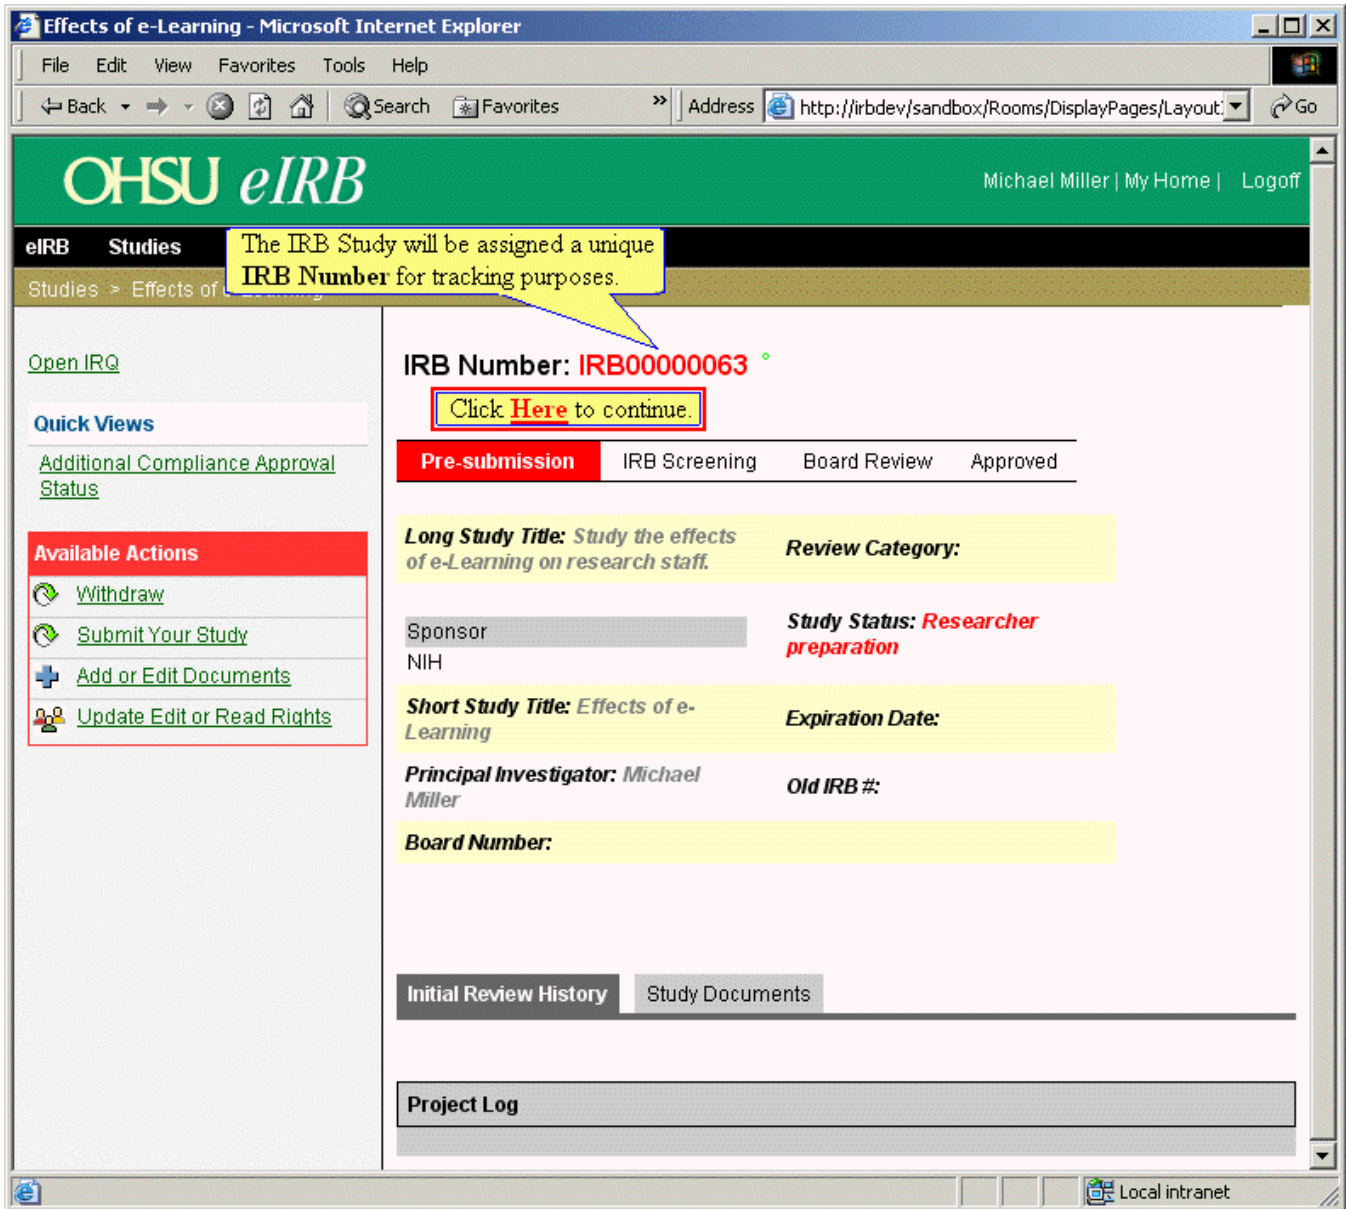 Effects of e-Learning - Microsoft Internet Explorer
File Edit View Favorites Tools Help
Back Search Favorites » Address http://irbdev/sandbox/Rooms/DisplayPages/Layout Go
OHSU eIRB
Michael Miller | My Home | Logoff
eIRB Studies
The IRB Study will be assigned a unique
IRB Number for tracking purposes.
Studies > Effects of
Open IRQ
Quick Views
Additional Compliance Approval
Status
Available Actions
Withdraw
Submit Your Study
Add or Edit Documents
Update Edit or Read Rights
IRB Number: IRB00000063
Click Here to continue.
Pre-submission IRB Screening Board Review Approved
Long Study Title: Study the effects
of e-Learning on research staff.
Review Category:
Sponsor
NIH
Study Status: Researcher
preparation
Short Study Title: Effects of e-
Learning
Expiration Date:
Principal Investigator: Michael
Miller
Old IRB #:
Board Number:
Initial Review History Study Documents
Project Log
Local intranet